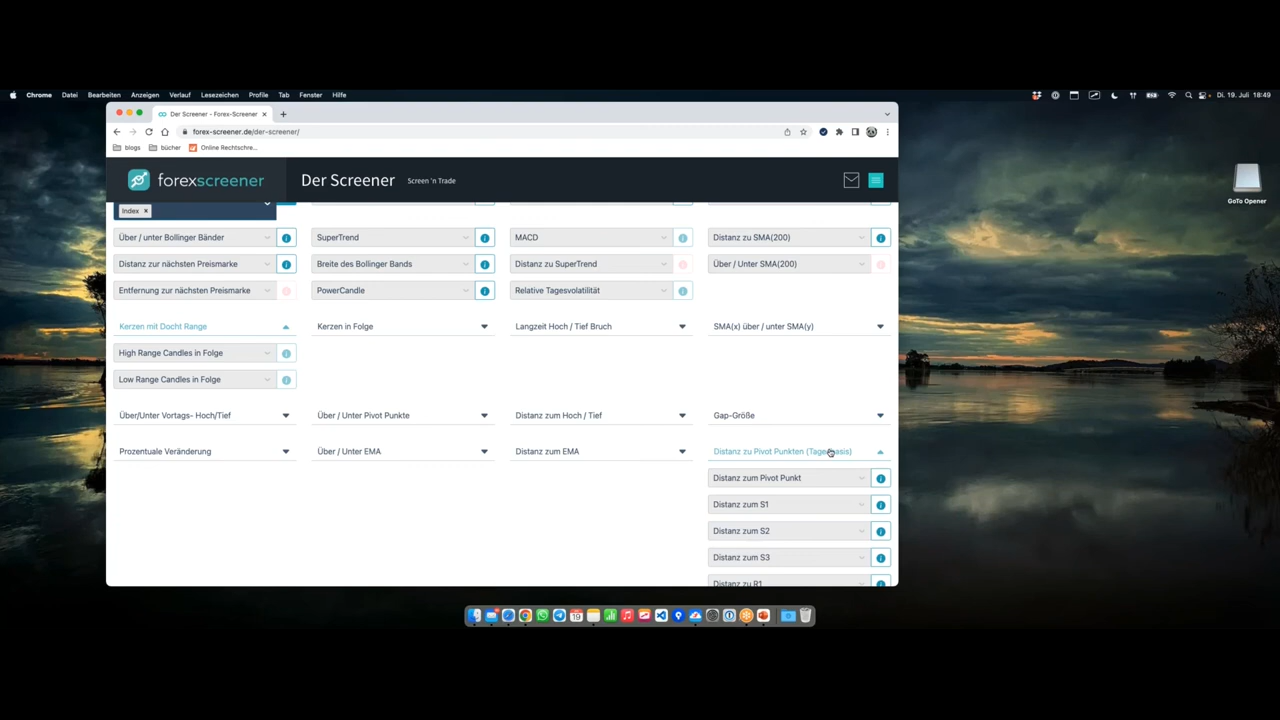 Chrome Datei Bearbeiten Anzeigen Verlauf Lesezeichen Profile Tab Fenster Hilfe
Di. 19. Juli 18:49
Der Screener - Forex-Screener
forex-screener.de/der-screener/
blogs bücher Online Rechtschre...
forexscreener Der Screener Screen 'n Trade
GoTo Opener
Index ×
Über / unter Bollinger Bänder SuperTrend MACD Distanz zu SMA(200)
Distanz zur nächsten Preismarke Breite des Bollinger Bands Distanz zu SuperTrend Über / Unter SMA(200)
Entfernung zur nächsten Preismarke PowerCandle Relative Tagesvolatilität
Kerzen mit Docht Range Kerzen in Folge Langzeit Hoch / Tief Bruch SMA(x) über / unter SMA(y)
High Range Candles in Folge
Low Range Candles in Folge
Über/Unter Vortags- Hoch/Tief Über / Unter Pivot Punkte Distanz zum Hoch / Tief Gap-Größe
Prozentuale Veränderung Über / Unter EMA Distanz zum EMA Distanz zu Pivot Punkten (Tagesbasis)
Distanz zum Pivot Punkt
Distanz zum S1
Distanz zum S2
Distanz zum S3
Distanz zu R1